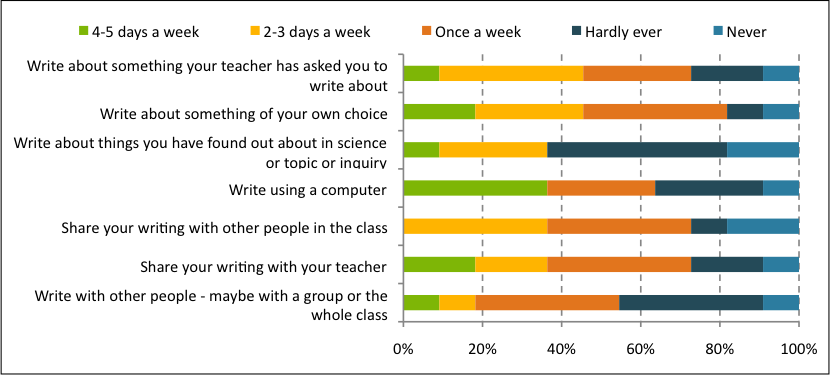 4-5 days a week 2-3 days a week Once a week Hardly ever Never
Write about something your teacher has asked you to
write about
Write about something of your own choice
Write about things you have found out about in science
or topic or inquiry
Write using a computer
Share your writing with other people in the class
Share your writing with your teacher
Write with other people - maybe with a group or the
whole class
0% 20% 40% 60% 80% 100%